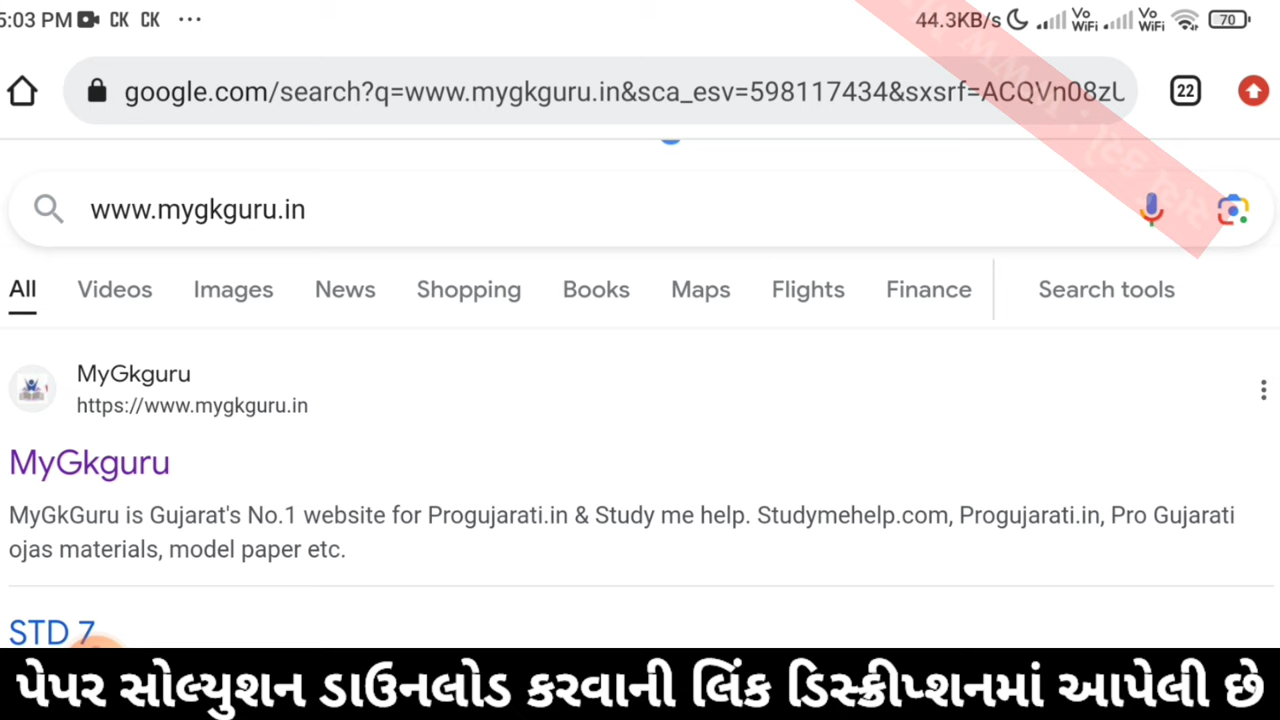 5:03 PM CK CK ...
44.3KB/s Vo WiFi Vo WiFi 70
google.com/search?q=www.mygkguru.in&sca_esv=598117434&sxsrf=ACQVn08zU
22
www.mygkguru.in
All Videos Images News Shopping Books Maps Flights Finance Search tools
MyGkguru
https://www.mygkguru.in
MyGkguru
MyGkGuru is Gujarat's No.1 website for Progujarati.in & Study me help. Studymehelp.com, Progujarati.in, Pro Gujarati
ojas materials, model paper etc.
STD 7
પેપર સોલ્યુશન ડાઉનલોડ કરવાની લિંક ડિસ્ક્રીપ્શનમાં આપેલી છે